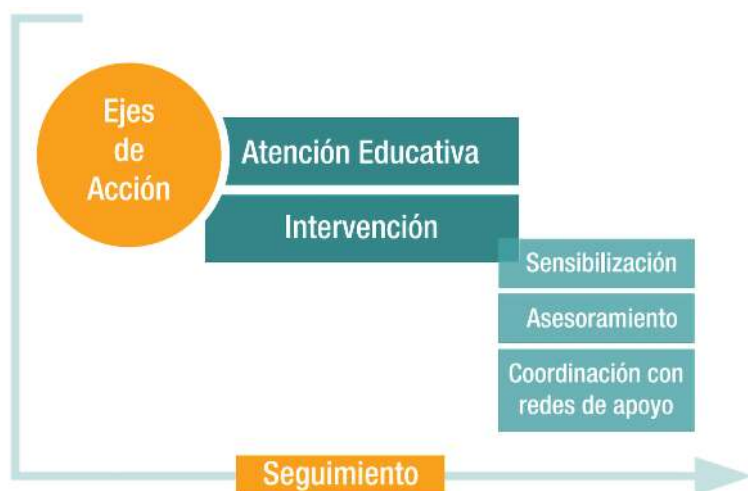 Ejes
de
Acción
Atención Educativa
Intervención
Sensibilización
Asesoramiento
Coordinación con
redes de apoyo
Seguimiento